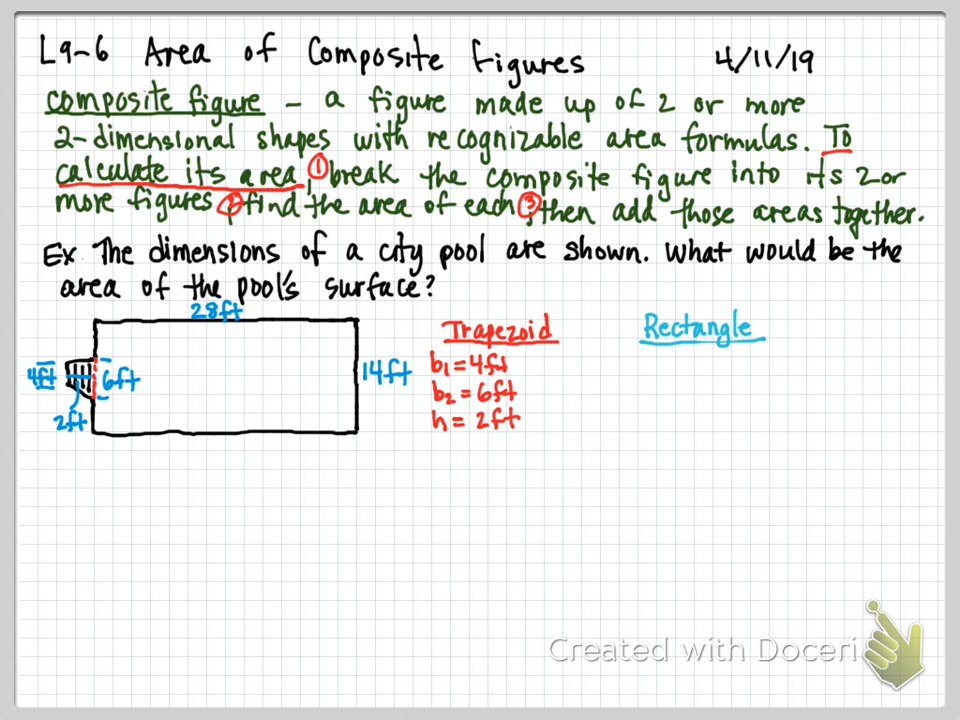 L9-6 Area of Composite Figures 4/11/19
composite figure - a figure made up of 2 or more
2-dimensional shapes with recognizable area formulas. To
calculate its area, ① break the composite figure into its 2 or
more figures, ② find the area of each, ③ then add those areas together.
Ex. The dimensions of a city pool are shown. What would be the
area of the pool's surface?
28ft
Trapezoid Rectangle
4ft 6ft 14ft b₁ = 4ft
b₂ = 6ft
2ft h = 2ft
Created with Doceri